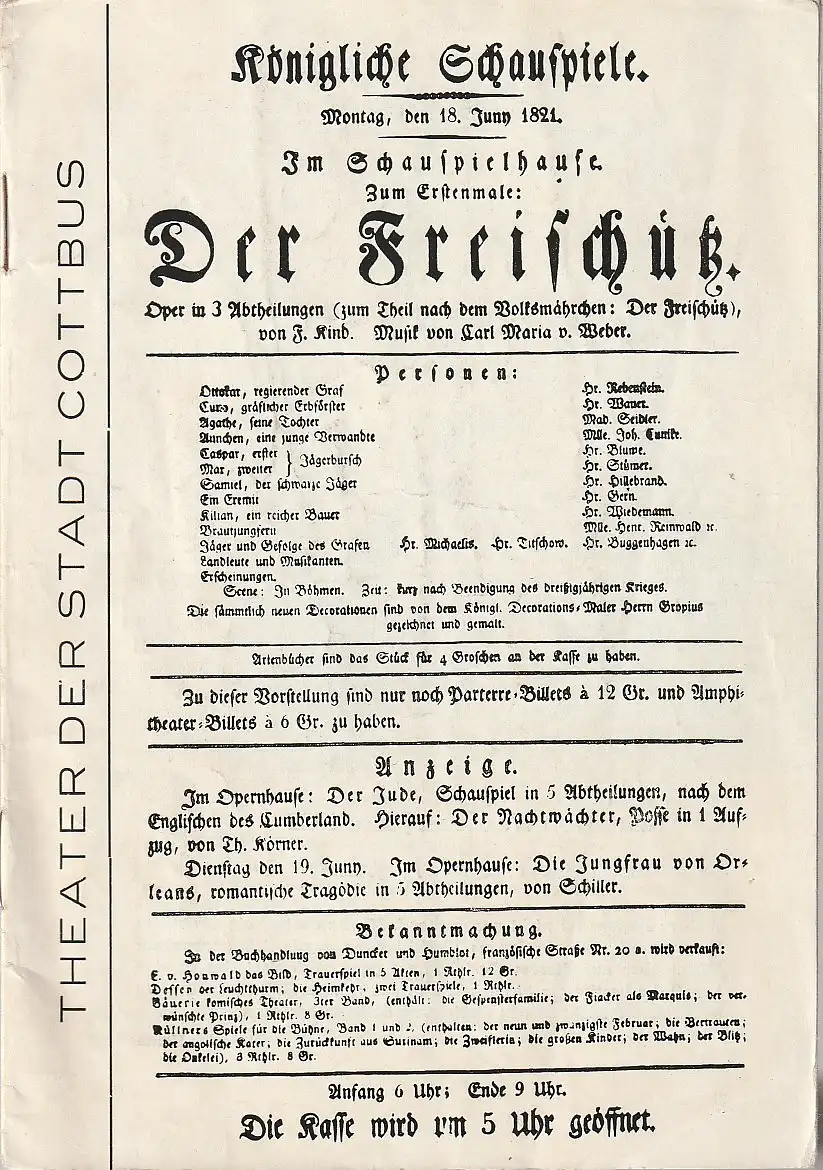 THEATER DER STADT COTTBUS
Königliche Schauspiele.
Montag, den 18. Juny 1821.
Im Schauspielhause.
Zum Erstenmale:
Der Freischütz.
Oper in 3 Abtheilungen (zum Theil nach dem Volksmährchen: Der Freischütz),
von F. Kind. Musik von Carl Maria v. Weber.
Personen:
Ottokar, regierender Graf Hr. Rebenstein.
Cuno, gräflicher Erbförster Hr. Wauer.
Agathe, seine Tochter Mad. Seidler.
Annchen, eine junge Verwandte Mlle. Joh. Eunike.
Caspar, erster } Jägerbursch Hr. Blume.
Max, zweiter Hr. Stümer.
Samiel, der schwarze Jäger Hr. Hillebrand.
Ein Eremit Hr. Gern.
Kilian, ein reicher Bauer Hr. Wiedemann.
Brautjungfern Mlle. Henr. Reinwald ꝛc.
Jäger und Gefolge des Grafen Hr. Michaelis. Hr. Titschow. Hr. Buggenhagen ꝛc.
Landleute und Musikanten.
Erscheinungen.
Scene: In Böhmen. Zeit: kurz nach Beendigung des dreißigjährigen Krieges.
Die sämmtlich neuen Decorationen sind von dem Königl. Decorations-Maler Herrn Gropius
gezeichnet und gemalt.
Arienbücher sind das Stück für 4 Groschen an der Kasse zu haben.
Zu dieser Vorstellung sind nur noch Parterre-Billets à 12 Gr. und Amphi-
theater-Billets à 6 Gr. zu haben.
Anzeige.
Im Opernhause: Der Jude, Schauspiel in 5 Abtheilungen, nach dem
Englischen des Cumberland. Hierauf: Der Nachtwächter, Posse in 1 Auf-
zug, von Th. Körner.
Dienstag den 19. Juny. Im Opernhause: Die Jungfrau von Or-
leans, romantische Tragödie in 5 Abtheilungen, von Schiller.
Bekanntmachung.
In der Buchhandlung von Duncker und Humblot, französische Straße Nr. 20 a. wird verkauft:
E. v. Houwald das Bild, Trauerspiel in 5 Akten, 1 Rthlr. 12 Gr.
Dessen der Leuchtthurm; die Heimkehr, zwei Trauerspiele, 1 Rthlr.
Bäuerle komisches Theater, 3ter Band, (enthält: die Gespensterfamilie; der Fiacker als Marquis; der ver-
wünschte Prinz), 1 Rthlr. 8 Gr.
Müllners Spiele für die Bühne, Band 1 und 2, (enthalten: der neun und zwanzigste Februar; die Vertrauten;
der angolische Kater; die Zurückkunft aus Surinam; die Zweiflerin; die großen Kinder; der Wahn; der Blitz;
die Onkelei), 3 Rthlr. 8 Gr.
Anfang 6 Uhr; Ende 9 Uhr.
Die Kasse wird um 5 Uhr geöffnet.